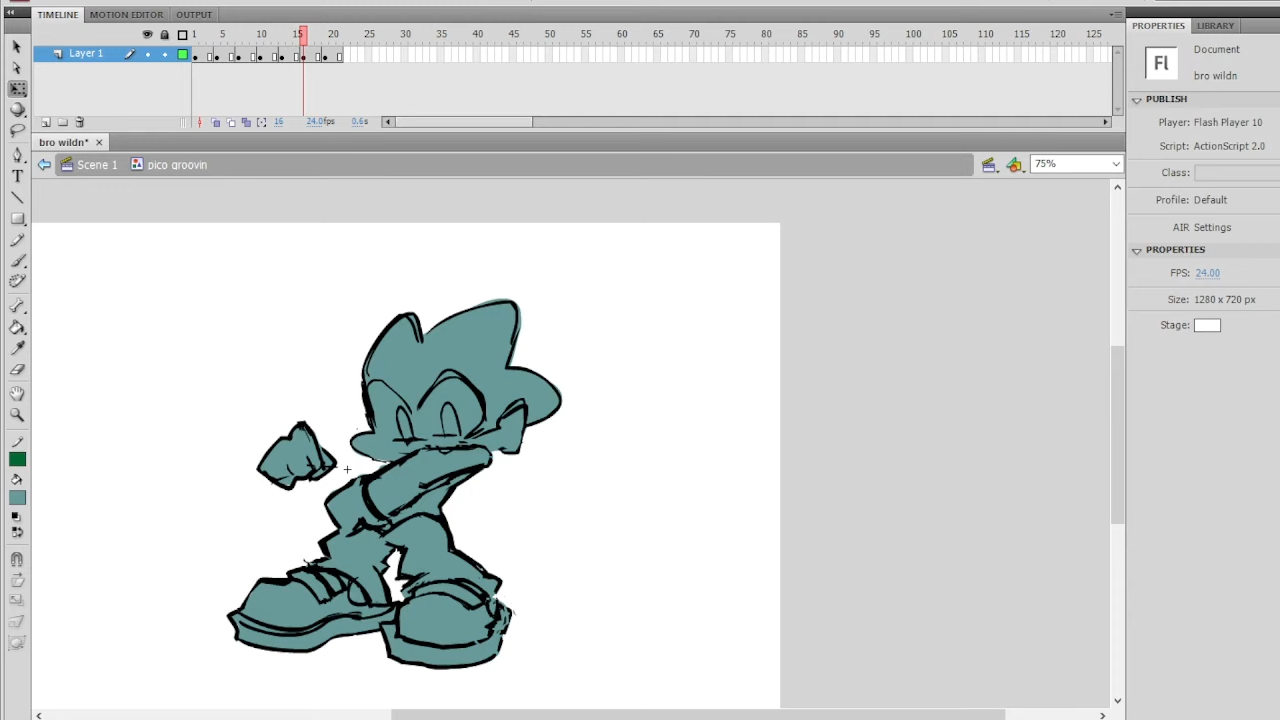 TIMELINE MOTION EDITOR OUTPUT
1 5 10 15 20 25 30 35 40 45 50 55 60 65 70 75 80 85 90 95 100 105 110 115 120 125
Layer 1
16 24.0fps 0.6s
bro wildn* ×
Scene 1 pico groovin 75%
T
PROPERTIES LIBRARY
Fl
Document
bro wildn
PUBLISH
Player: Flash Player 10
Script: ActionScript 2.0
Class:
Profile: Default
AIR Settings
PROPERTIES
FPS: 24.00
Size: 1280 x 720 px
Stage: